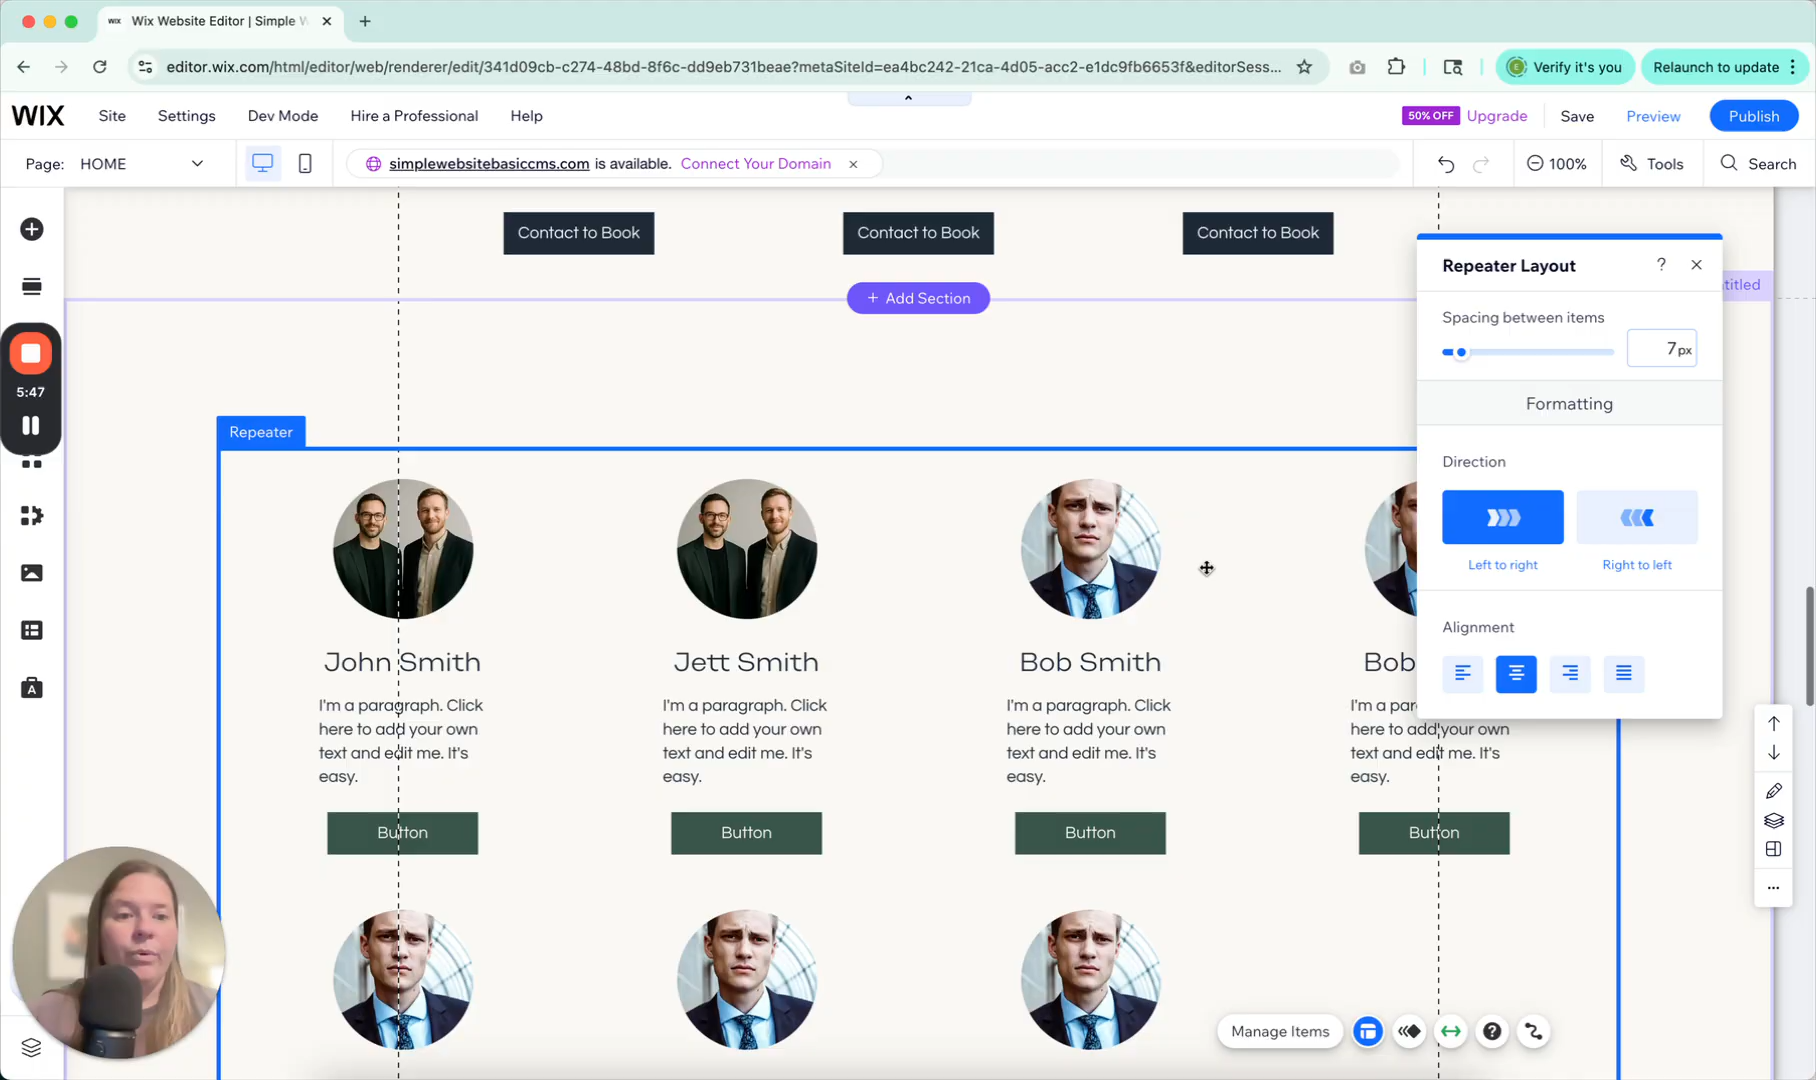 WIX Wix Website Editor | Simple W
editor.wix.com/html/editor/web/renderer/edit/341d09cb-c274-48bd-8f6c-dd9eb731beae?metaSiteId=ea4bc242-21ca-4d05-acc2-e1dc9fb6653f&editorSess...
Verify it's you
Relaunch to update
WIX Site Settings Dev Mode Hire a Professional Help
50% OFF Upgrade Save Preview Publish
Page: HOME
simplewebsitebasiccms.com is available. Connect Your Domain
100% Tools Search
Contact to Book Contact to Book Contact to Book
+ Add Section
titled
Repeater Layout ?
Spacing between items
7px
Formatting
Direction
Left to right Right to left
Alignment
5:47
Repeater
John Smith Jett Smith Bob Smith Bob
I'm a paragraph. Click
here to add your own
text and edit me. It's
easy.
I'm a paragraph. Click
here to add your own
text and edit me. It's
easy.
I'm a paragraph. Click
here to add your own
text and edit me. It's
easy.
I'm a par
here to add your own
text and edit me. It's
easy.
Button Button Button Button
Manage Items